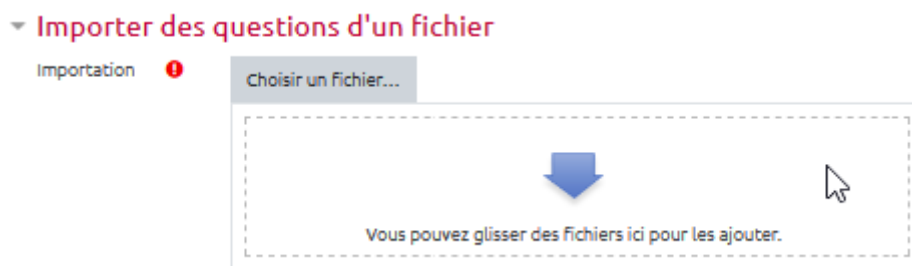 Importer des questions d'un fichier
Importation
Choisir un fichier...
Vous pouvez glisser des fichiers ici pour les ajouter.